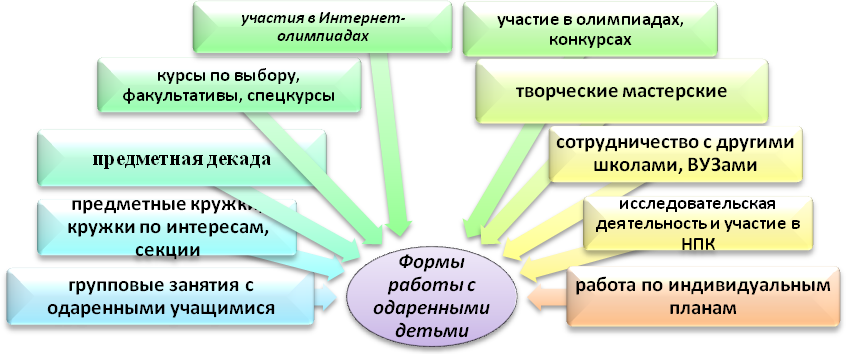 участия в Интернет-
олимпиадах
участие в олимпиадах,
конкурсах
курсы по выбору,
факультативы, спецкурсы
творческие мастерские
предметная декада
сотрудничество с другими
школами, ВУЗами
предметные кружки,
кружки по интересам,
секции
исследовательская
деятельность и участие в
НПК
групповые занятия с
одаренными учащимися
Формы
работы с
одаренными
детьми
работа по индивидуальным
планам